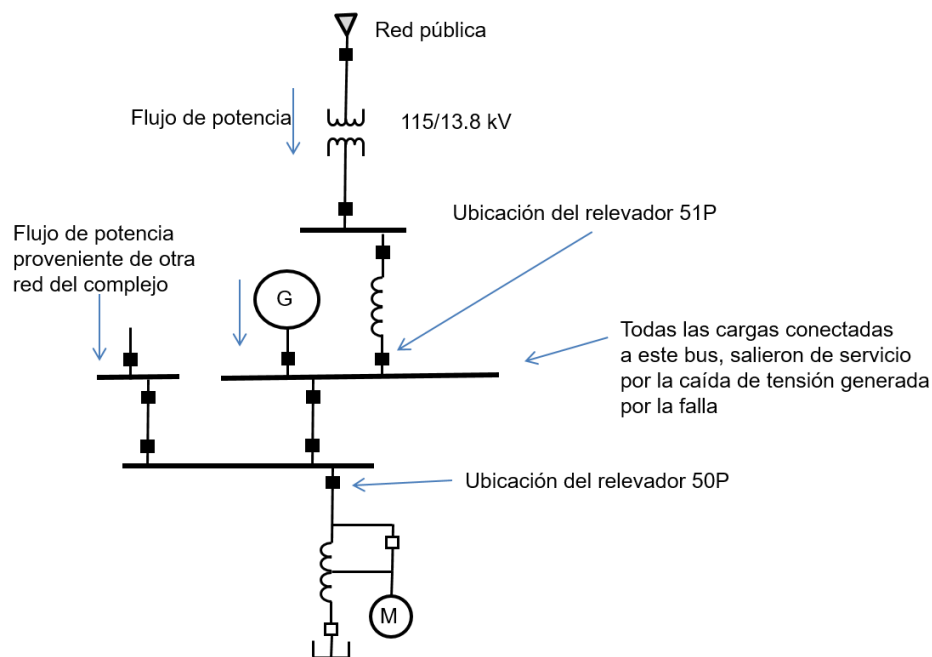 Red pública
Flujo de potencia
115/13.8 kV
Ubicación del relevador 51P
Flujo de potencia
proveniente de otra
red del complejo
G
Todas las cargas conectadas
a este bus, salieron de servicio
por la caída de tensión generada
por la falla
Ubicación del relevador 50P
M